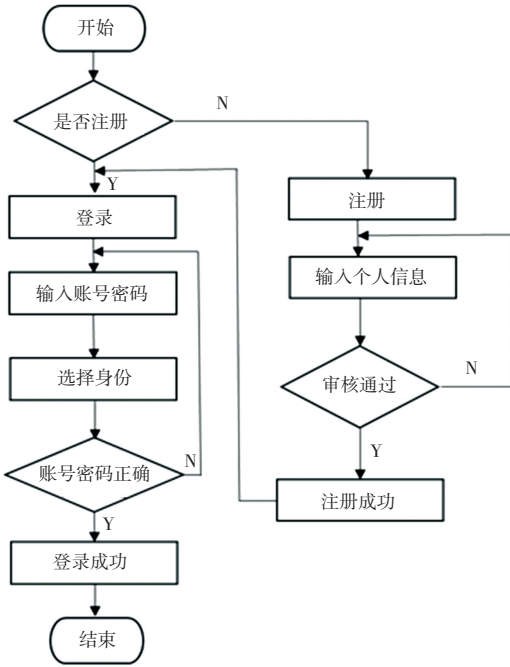 开始
是否注册
N
Y
登录
输入账号密码
选择身份
账号密码正确
N
Y
登录成功
结束
注册
输入个人信息
审核通过
N
Y
注册成功